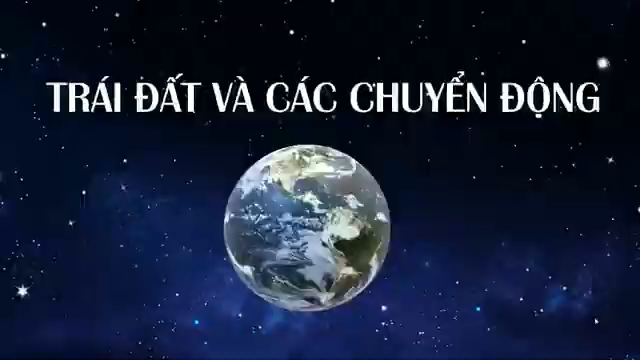 TRÁI ĐẤT VÀ CÁC CHUYỂN ĐỘNG